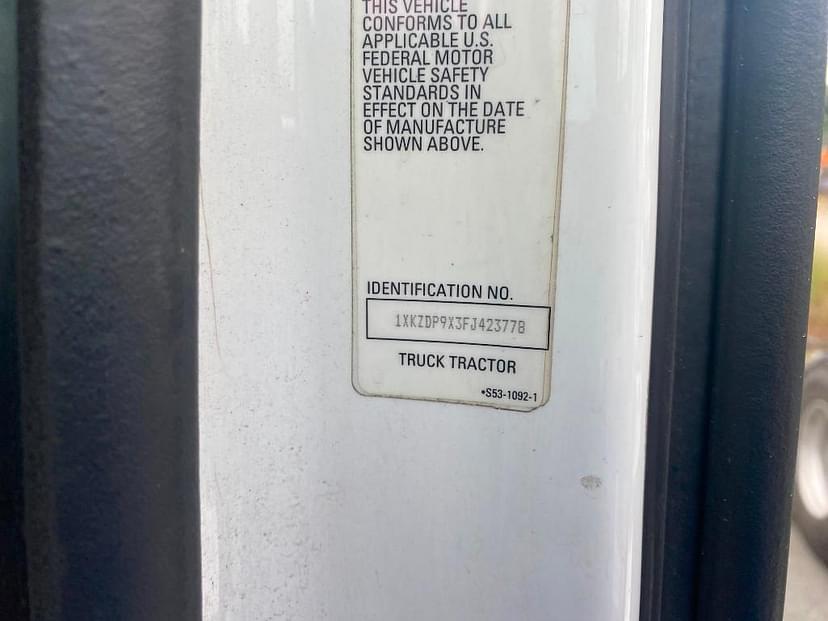 THIS VEHICLE
CONFORMS TO ALL
APPLICABLE U.S.
FEDERAL MOTOR
VEHICLE SAFETY
STANDARDS IN
EFFECT ON THE DATE
OF MANUFACTURE
SHOWN ABOVE.
IDENTIFICATION NO.
1XKZDP9X3FJ423778
TRUCK TRACTOR
•S53-1092-1